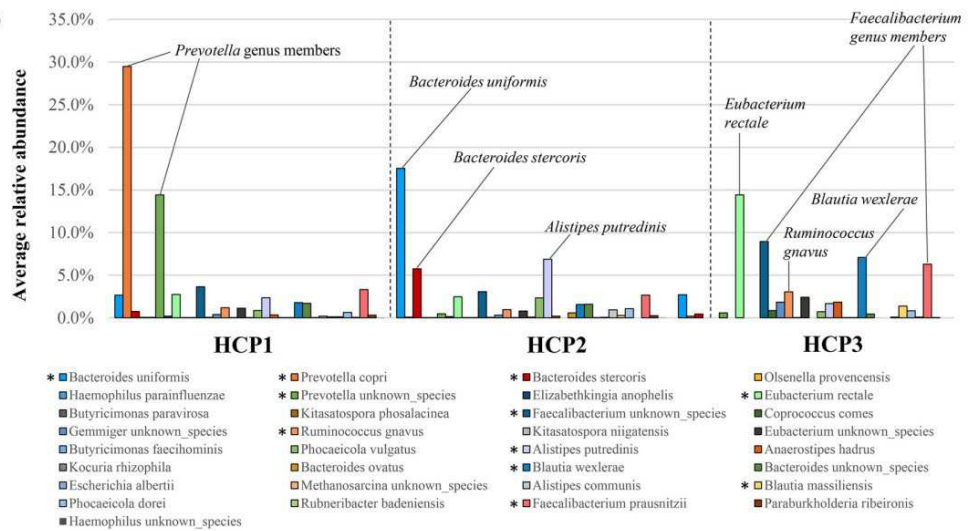 35.0%
30.0%
25.0%
20.0%
15.0%
10.0%
5.0%
0.0%
Average relative abundance
Prevotella genus members
Bacteroides uniformis
Bacteroides stercoris
Alistipes putredinis
Faecalibacterium
genus members
Eubacterium
rectale
Blautia wexlerae
Ruminococcus
gnavus
HCP1 HCP2 HCP3
* Bacteroides uniformis * Prevotella copri * Bacteroides stercoris Olsenella provencensis
Haemophilus parainfluenzae * Prevotella unknown_species Elizabethkingia anophelis * Eubacterium rectale
Butyricimonas paravirosa Kitasatospora phosalacinea * Faecalibacterium unknown_species Coprococcus comes
Gemmiger unknown_species * Ruminococcus gnavus Kitasatospora niigatensis Eubacterium unknown_species
Butyricimonas faecihominis Phocaeicola vulgatus * Alistipes putredinis Anaerostipes hadrus
Kocuria rhizophila Bacteroides ovatus * Blautia wexlerae Bacteroides unknown_species
Escherichia albertii Methanosarcina unknown_species Alistipes communis * Blautia massiliensis
Phocaeicola dorei Rubneribacter badeniensis * Faecalibacterium prausnitzii Paraburkholderia ribeironis
Haemophilus unknown_species